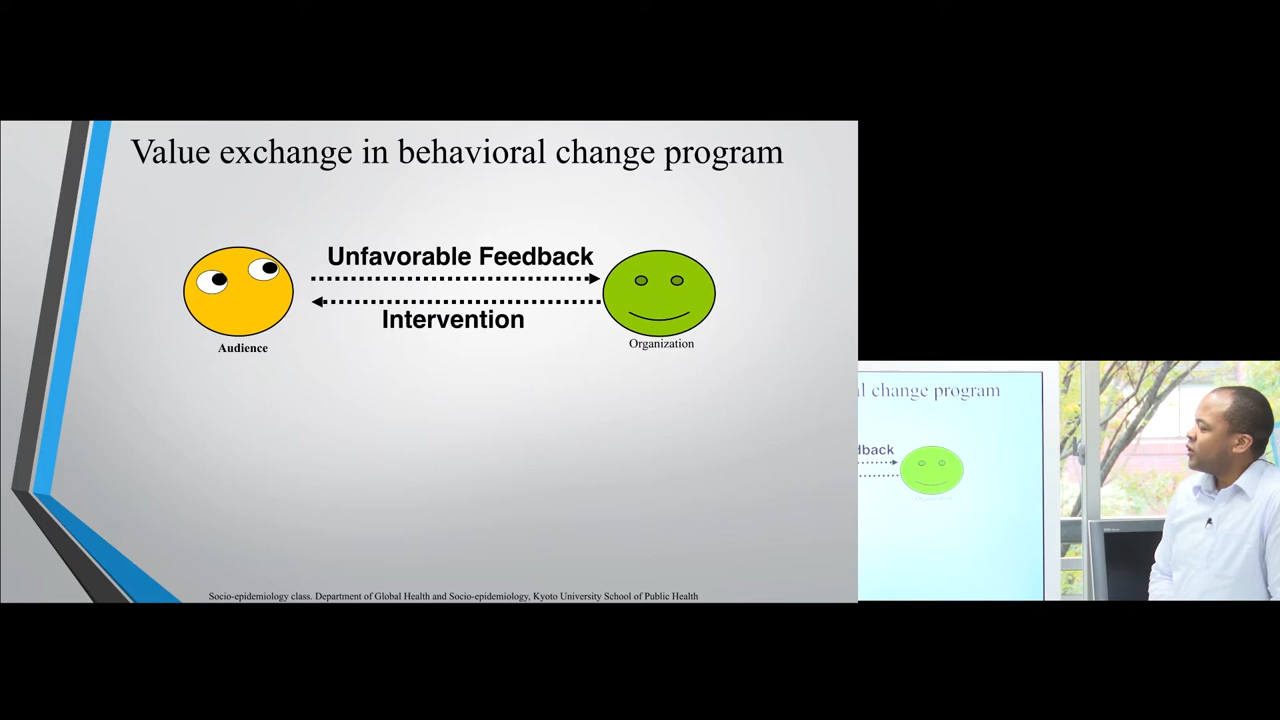 Value exchange in behavioral change program
Unfavorable Feedback
Intervention
Audience
Organization
Socio-epidemiology class. Department of Global Health and Socio-epidemiology, Kyoto University School of Public Health
al change program
dback